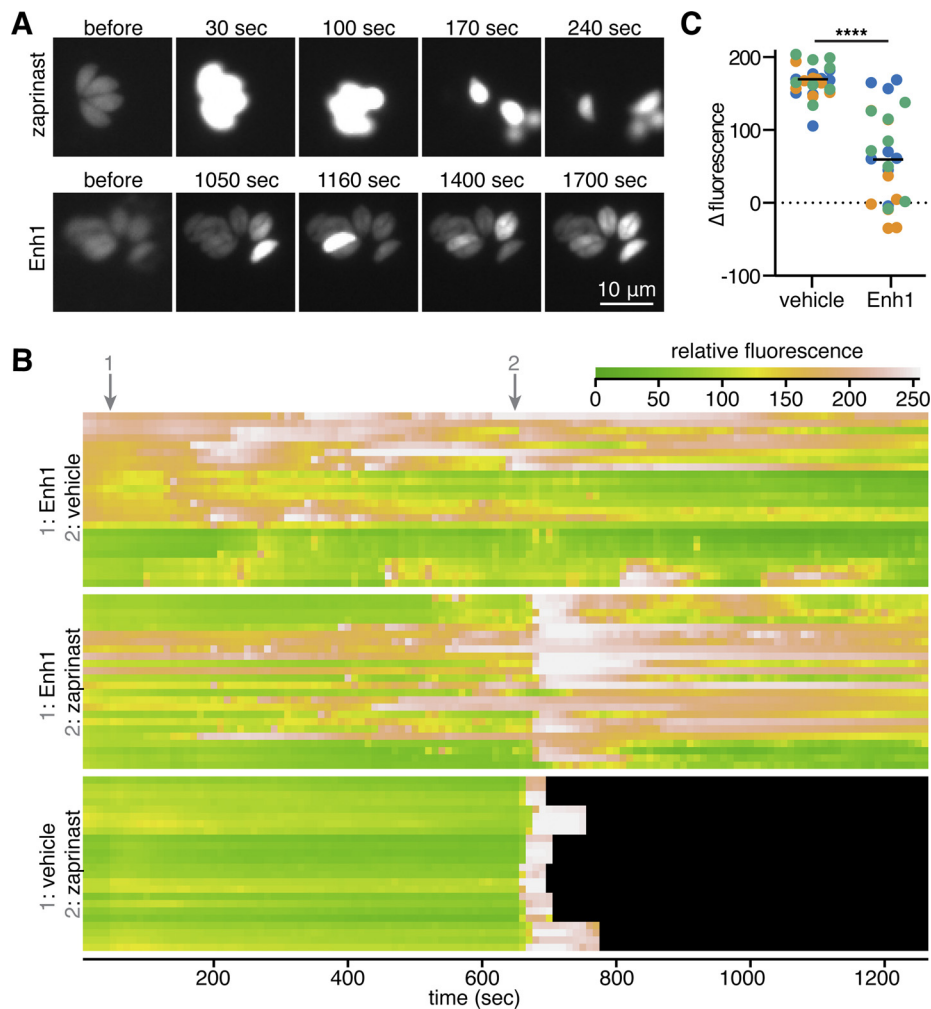 A
before 30 sec 100 sec 170 sec 240 sec
zaprinast
before 1050 sec 1160 sec 1400 sec 1700 sec
Enh1
10 µm
C
****
200
100
0
-100
Δ fluorescence
vehicle Enh1
B
1 2
relative fluorescence
0 50 100 150 200 250
1: Enh1
2: vehicle
1: Enh1
2: zaprinast
1: vehicle
2: zaprinast
200 400 600 800 1000 1200
time (sec)